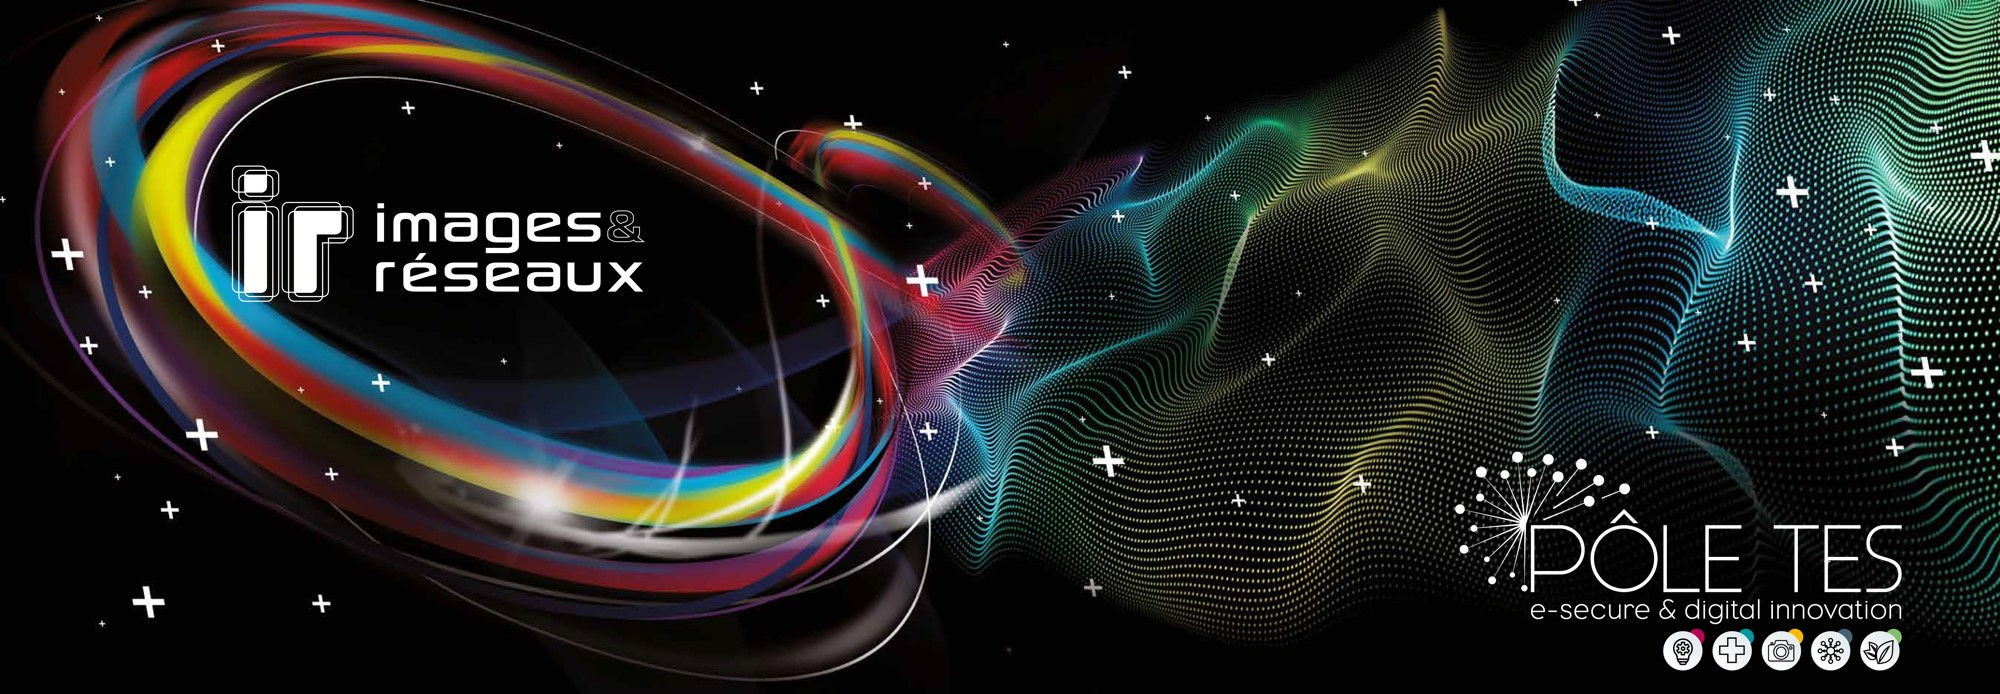 ir images&
réseaux
PÔLE TES
e-secure & digital innovation